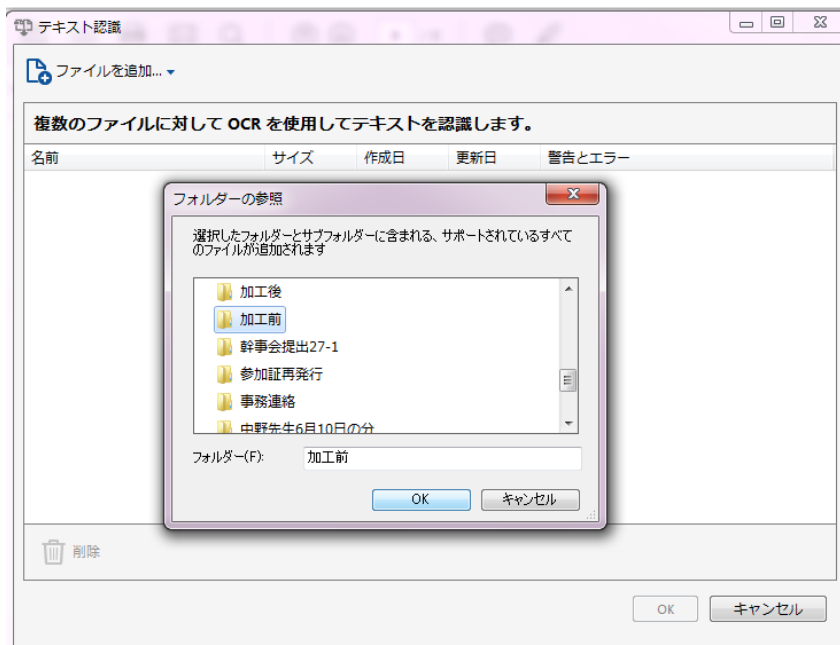 テキスト認識
ファイルを追加...
複数のファイルに対して OCR を使用してテキストを認識します。
名前 サイズ 作成日 更新日 警告とエラー
フォルダーの参照
選択したフォルダーとサブフォルダーに含まれる、サポートされているすべて
のファイルが追加されます
加工後
加工前
幹事会提出27-1
参加証再発行
事務連絡
中野先生6月10日の分
フォルダー(F): 加工前
OK キャンセル
削除
OK キャンセル